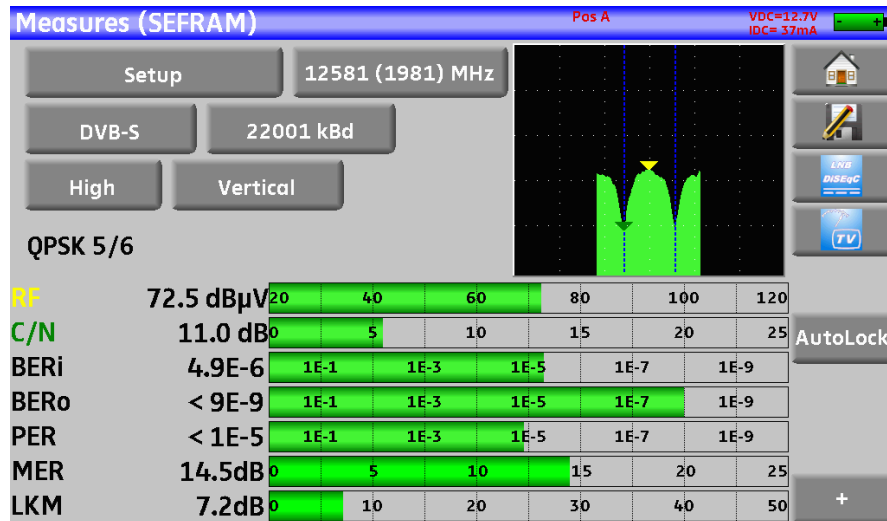 Measures (SEFRAM) Pos A VDC=12.7V
IDC= 37mA
- +
Setup 12581 (1981) MHz
DVB-S 22001 kBd
LNB
DiSEqC
High Vertical
TV
QPSK 5/6
RF 72.5 dBµV 20 40 60 80 100 120
C/N 11.0 dB 0 5 10 15 20 25
AutoLock
BERi 4.9E-6 1E-1 1E-3 1E-5 1E-7 1E-9
BERo < 9E-9 1E-1 1E-3 1E-5 1E-7 1E-9
PER < 1E-5 1E-1 1E-3 1E-5 1E-7 1E-9
MER 14.5dB 0 5 10 15 20 25
LKM 7.2dB 0 10 20 30 40 50
+